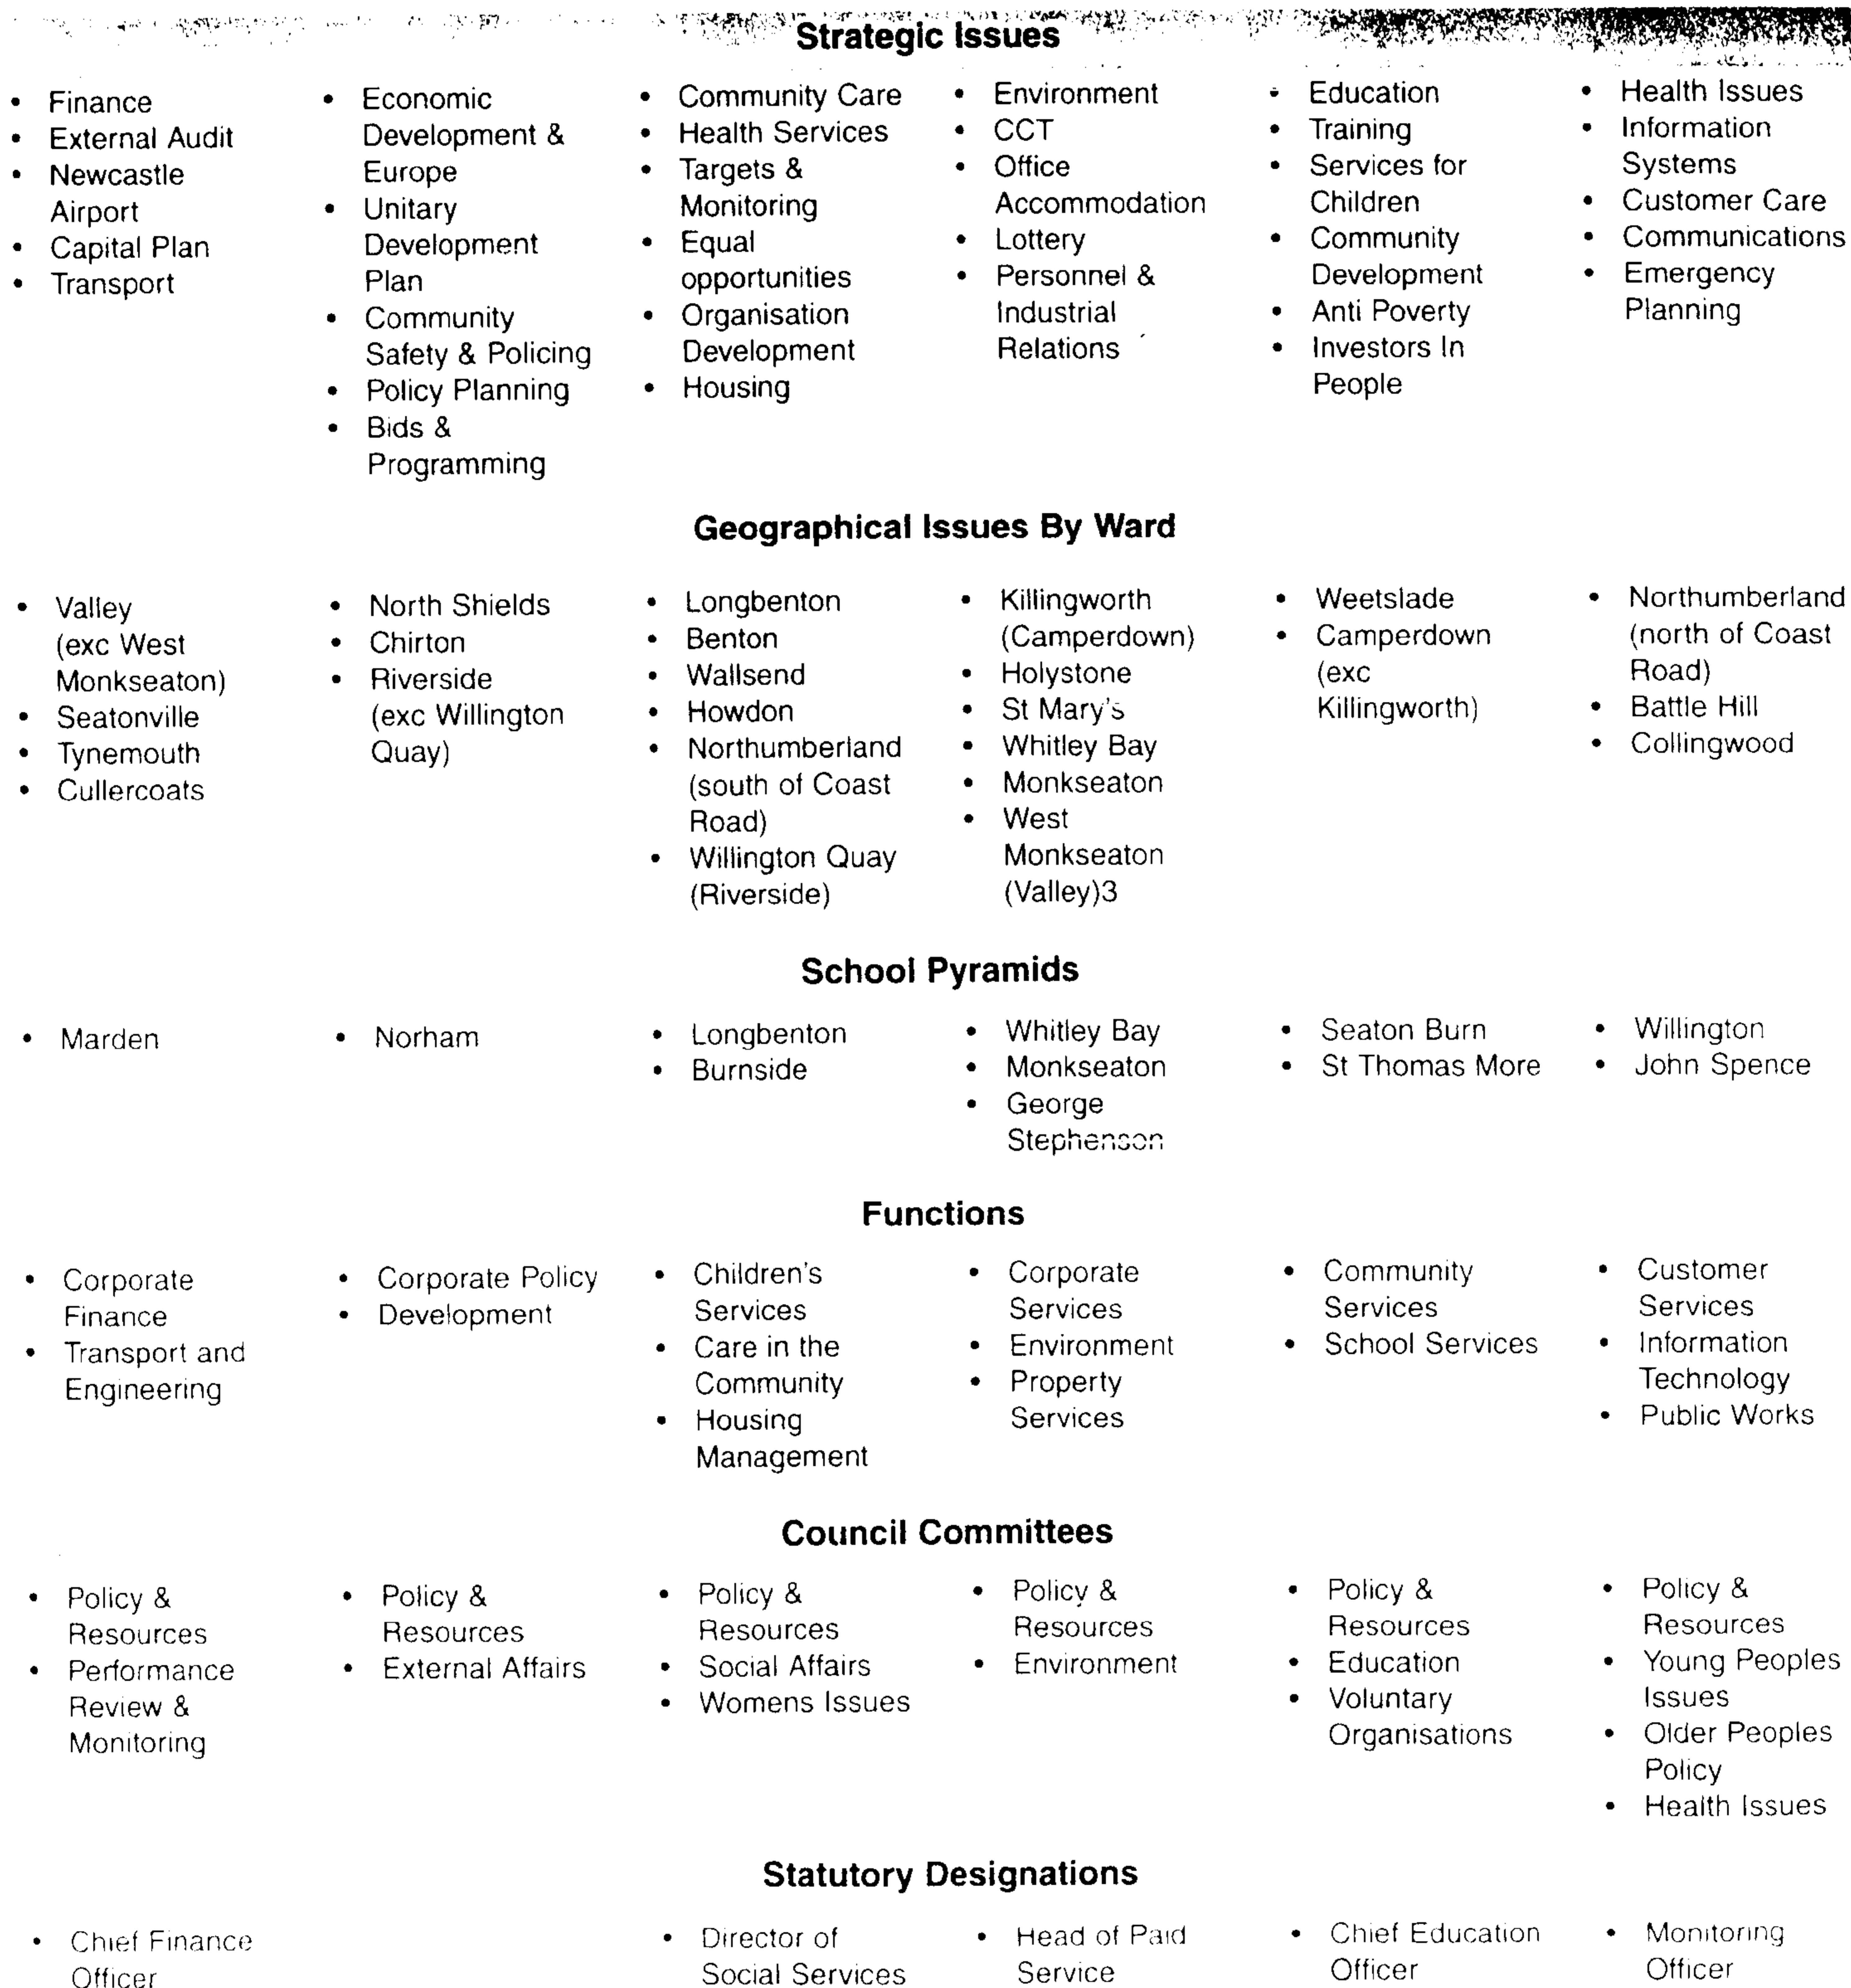 Strategic Issues
• Finance
• External Audit
• Newcastle
Airport
• Capital Plan
• Transport
• Economic
Development &
Europe
• Unitary
Development
Plan
• Community
Safety & Policing
• Policy Planning
• Bids &
Programming
• Community Care
• Health Services
• Targets &
Monitoring
• Equal
opportunities
• Organisation
Development
• Housing
• Environment
• CCT
• Office
Accommodation
• Lottery
• Personnel &
Industrial
Relations
• Education
• Training
• Services for
Children
• Community
Development
• Anti Poverty
• Investors In
People
• Health Issues
• Information
Systems
• Customer Care
• Communications
• Emergency
Planning
Geographical Issues By Ward
• Valley
(exc West
Monkseaton)
• Seatonville
• Tynemouth
• Cullercoats
• North Shields
• Chirton
• Riverside
(exc Willington
Quay)
• Longbenton
• Benton
• Wallsend
• Howdon
• Northumberland
(south of Coast
Road)
• Willington Quay
(Riverside)
• Killingworth
(Camperdown)
• Holystone
• St Mary's
• Whitley Bay
• Monkseaton
• West
Monkseaton
(Valley)3
• Weetslade
• Camperdown
(exc
Killingworth)
• Northumberland
(north of Coast
Road)
• Battle Hill
• Collingwood
School Pyramids
• Marden
• Norham
• Longbenton
• Burnside
• Whitley Bay
• Monkseaton
• George
Stephenson
• Seaton Burn
• St Thomas More
• Willington
• John Spence
Functions
• Corporate
Finance
• Transport and
Engineering
• Corporate Policy
• Development
• Children's
Services
• Care in the
Community
• Housing
Management
• Corporate
Services
• Environment
• Property
Services
• Community
Services
• School Services
• Customer
Services
• Information
Technology
• Public Works
Council Committees
• Policy &
Resources
• Performance
Review &
Monitoring
• Policy &
Resources
• External Affairs
• Policy &
Resources
• Social Affairs
• Womens Issues
• Policy &
Resources
• Environment
• Policy &
Resources
• Education
• Voluntary
Organisations
• Policy &
Resources
• Young Peoples
Issues
• Older Peoples
Policy
• Health Issues
Statutory Designations
• Chief Finance
Officer
• Director of
Social Services
• Head of Paid
Service
• Chief Education
Officer
• Monitoring
Officer